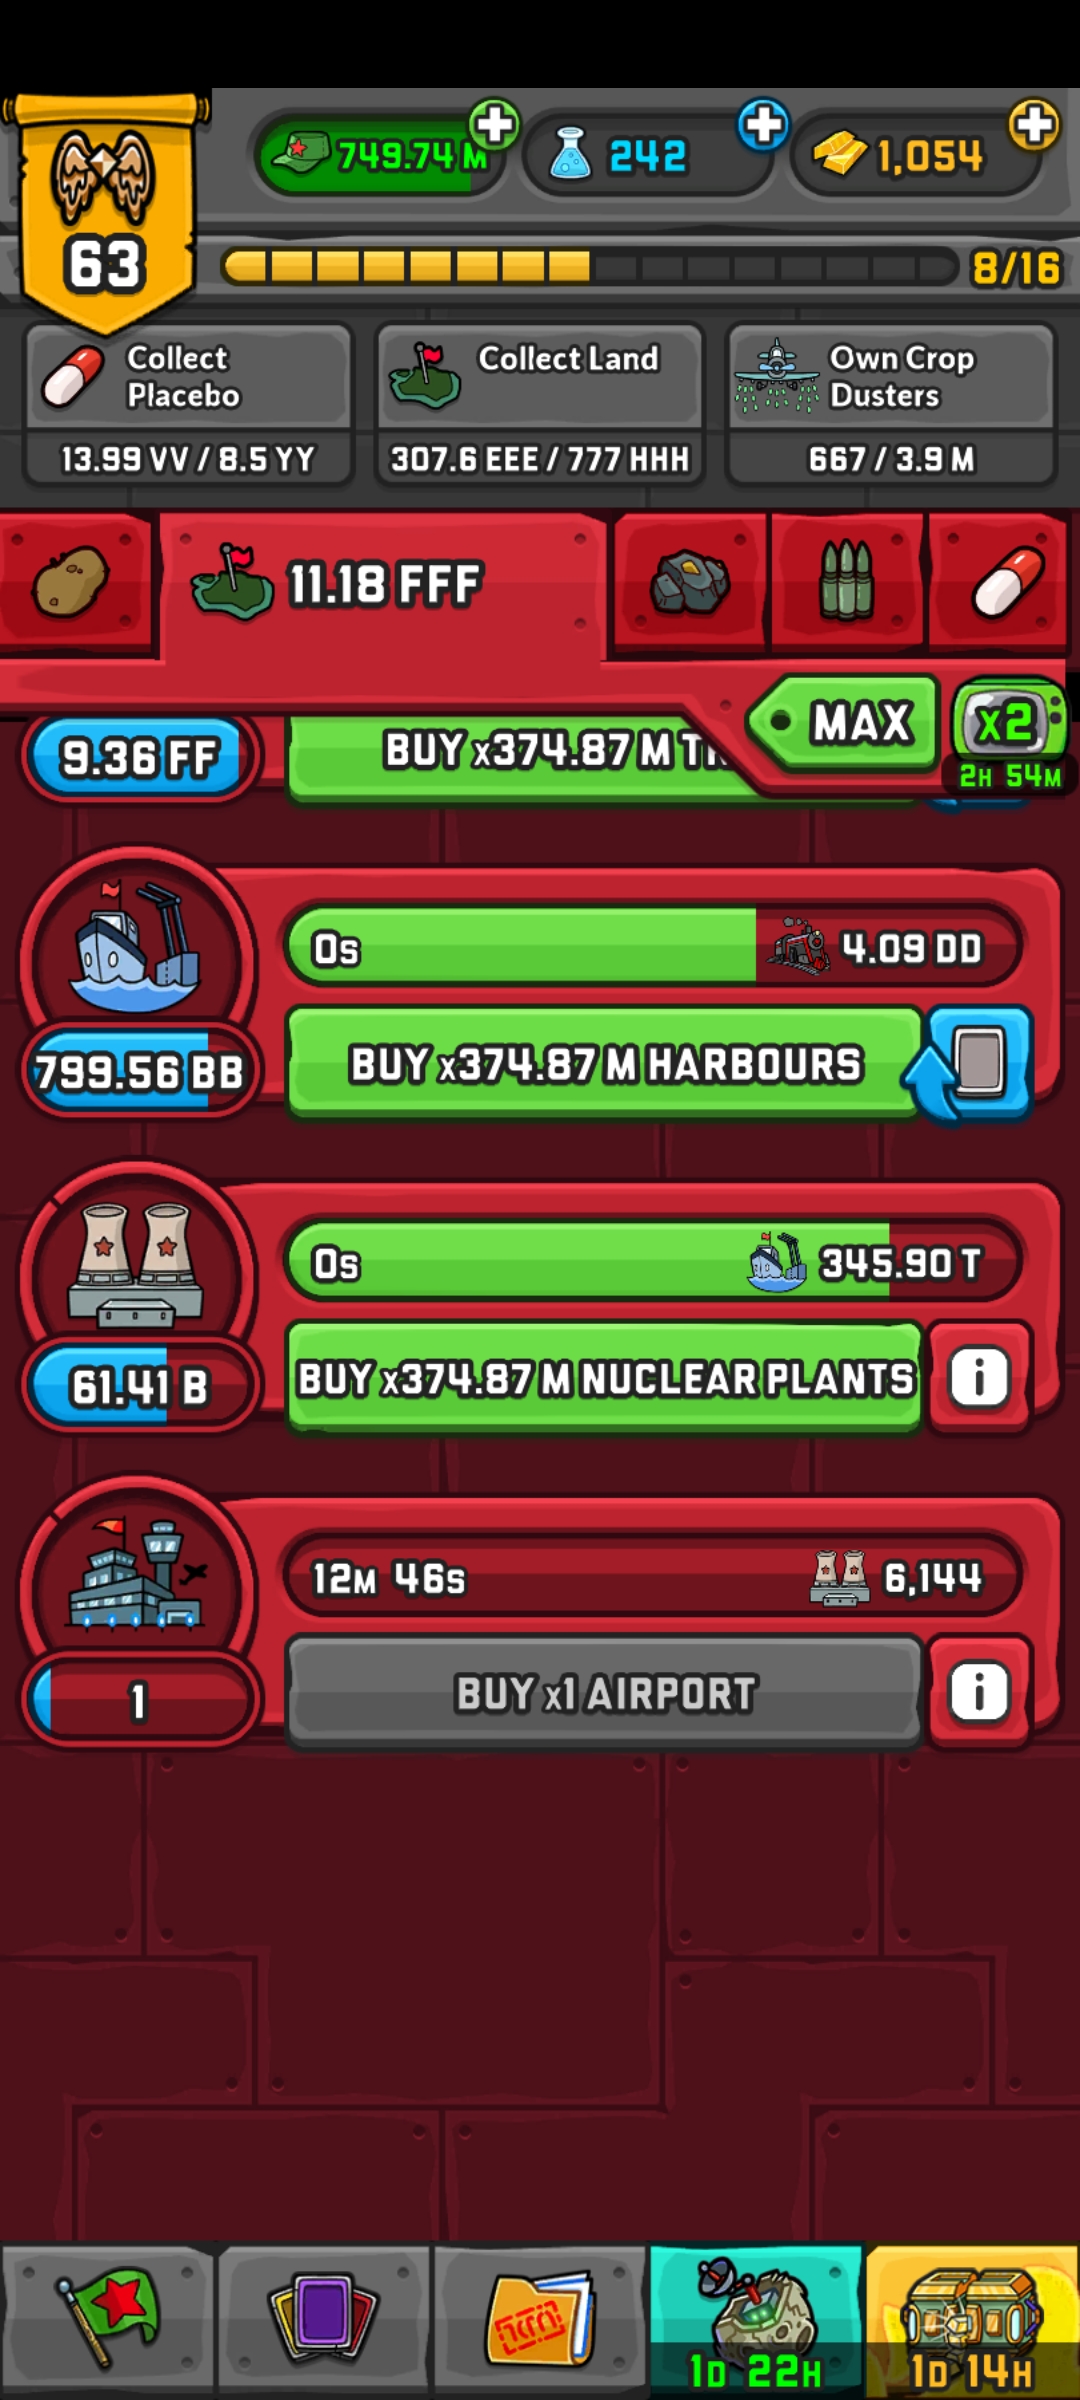 749.74 M
242
1,054
63
8/16
Collect
Placebo
13.99 VV / 8.5 YY
Collect Land
307.6 EEE / 777 HHH
Own Crop
Dusters
667 / 3.9 M
11.18 FFF
MAX
x2
2H 54M
9.36 FF
BUY x374.87 M
0s
4.09 DD
799.56 BB
BUY x374.87 M HARBOURS
0s
345.90 T
61.41 B
BUY x374.87 M NUCLEAR PLANTS
i
12M 46s
6,144
1
BUY x1 AIRPORT
i
1D 22H
1D 14H